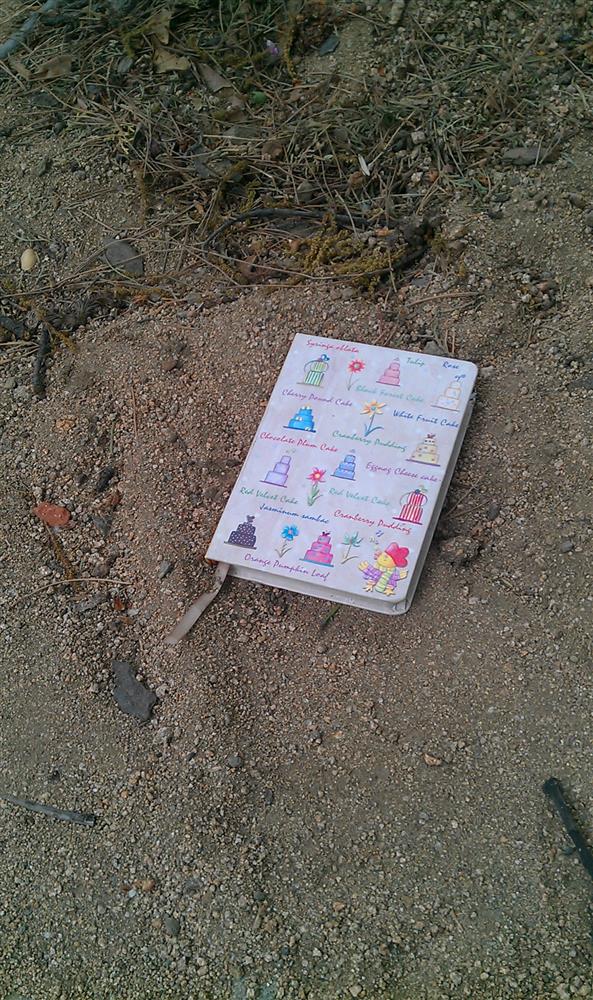 Syringa oblata
Tulip
Rose
Cherry Pound Cake
Black Forest Cake
White Fruit Cake
Chocolate Plum Cake
Cranberry Pudding
Eggnog Cheese cake
Red Velvet Cake
Red Velvet Cake
Jasminum sambac
Cranberry Pudding
Orange Pumpkin Loaf